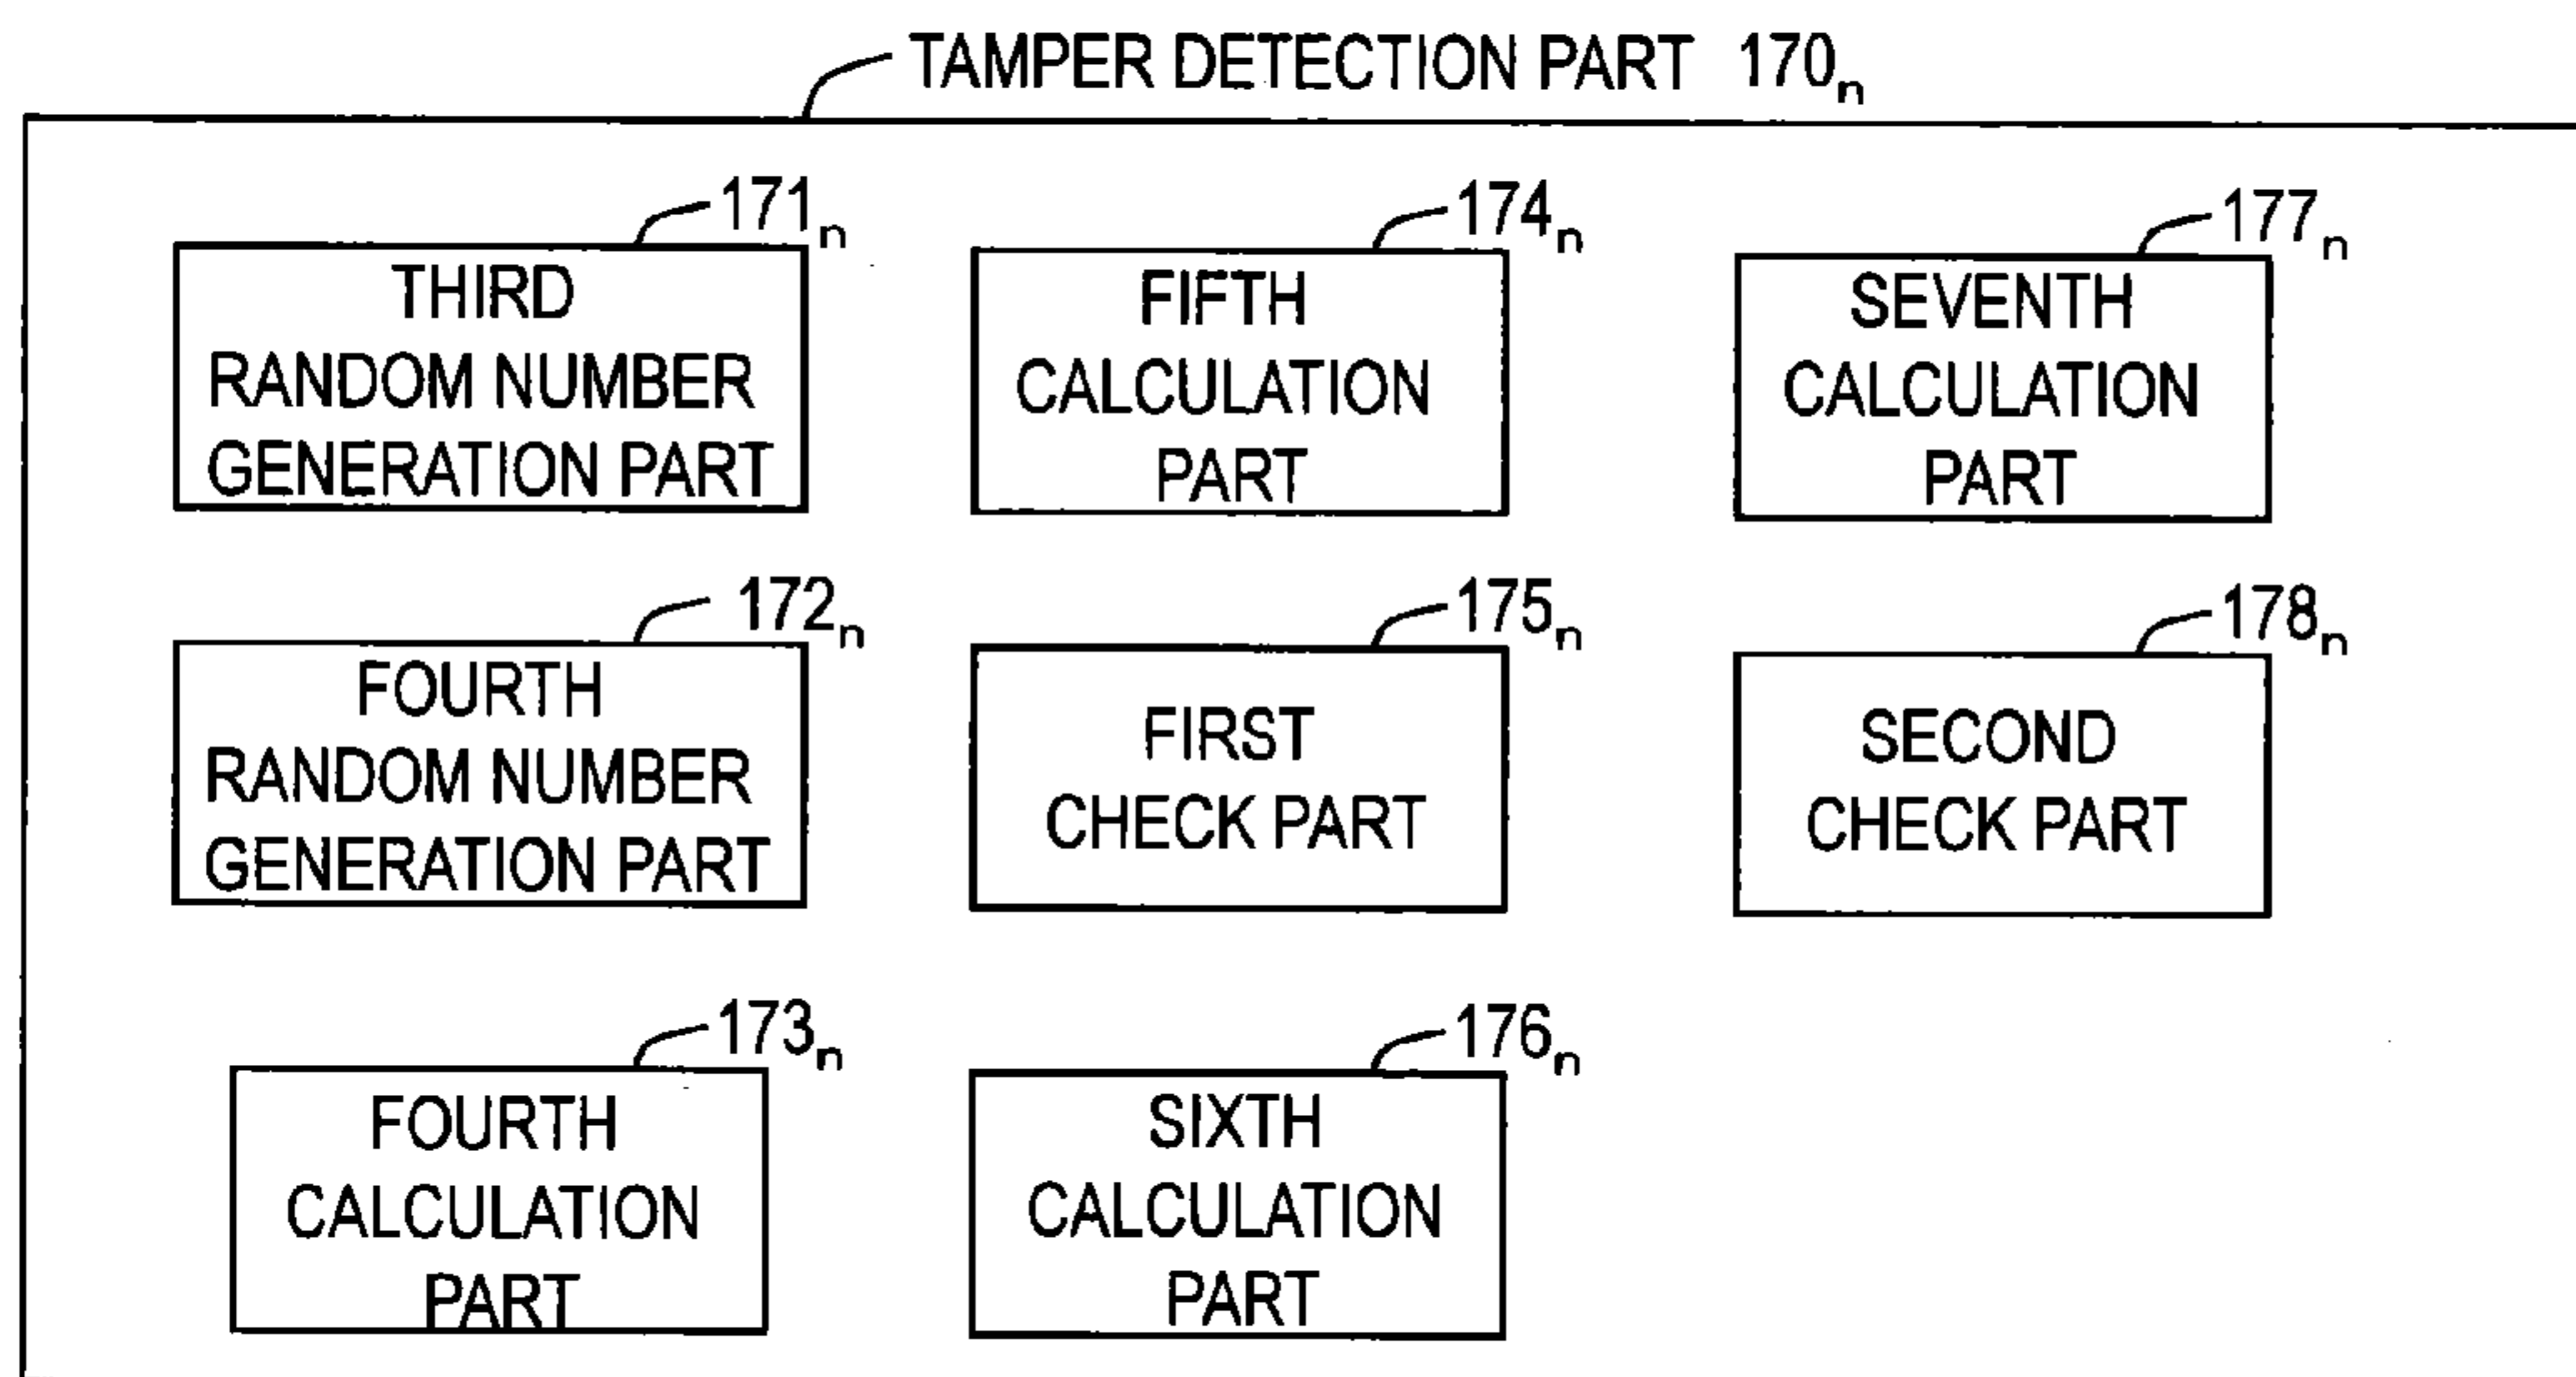 TAMPER DETECTION PART 170n
171n
THIRD
RANDOM NUMBER
GENERATION PART
174n
FIFTH
CALCULATION
PART
177n
SEVENTH
CALCULATION
PART
172n
FOURTH
RANDOM NUMBER
GENERATION PART
175n
FIRST
CHECK PART
178n
SECOND
CHECK PART
173n
FOURTH
CALCULATION
PART
176n
SIXTH
CALCULATION
PART